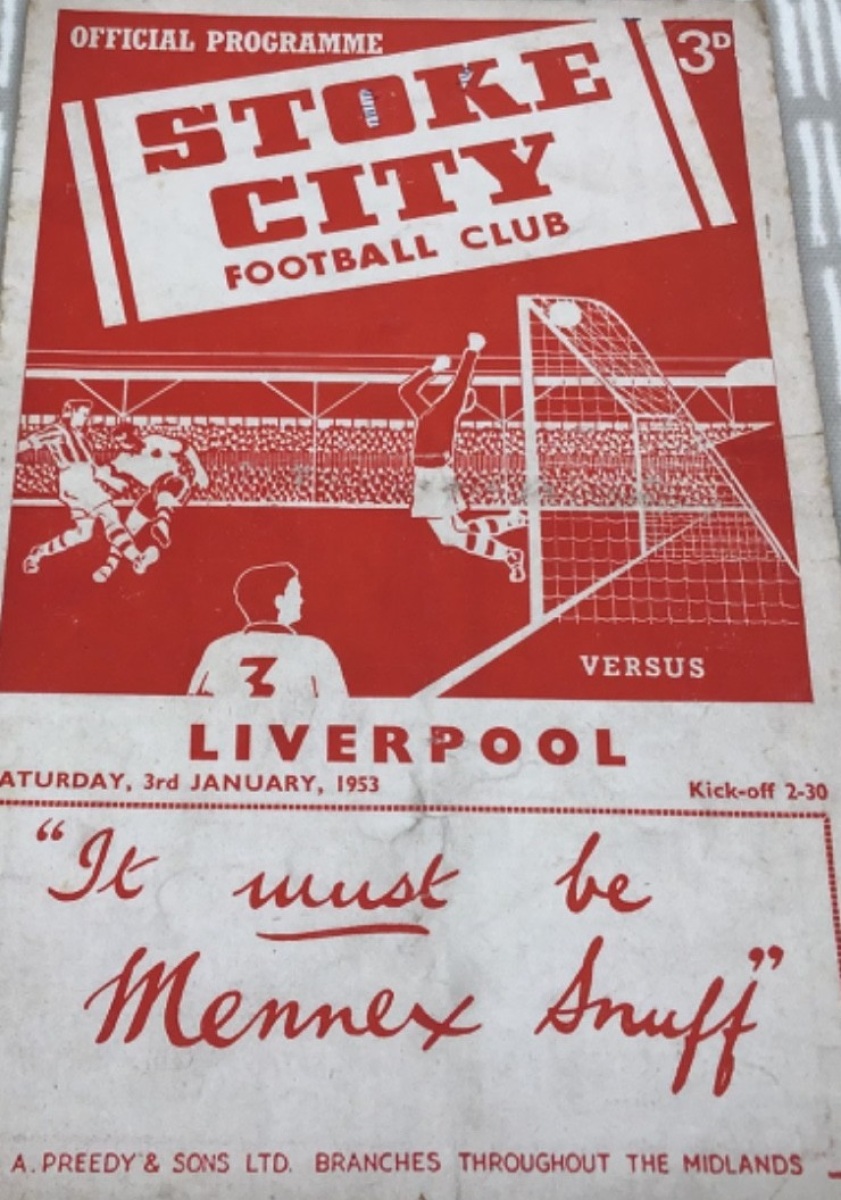 OFFICIAL PROGRAMME
3D
STOKE
CITY
FOOTBALL CLUB
3
VERSUS
LIVERPOOL
ATURDAY, 3rd JANUARY, 1953
Kick-off 2-30
"It must be
Mennex Snuff"
A. PREEDY & SONS LTD. BRANCHES THROUGHOUT THE MIDLANDS